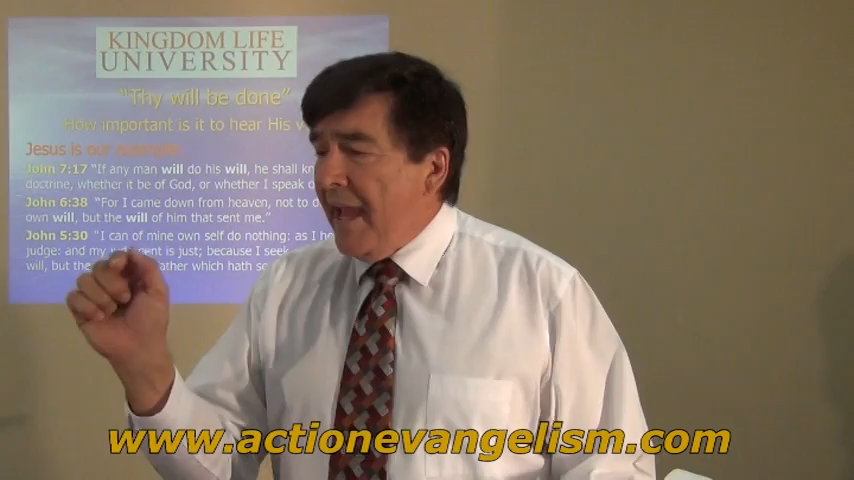 KINGDOM LIFE
UNIVERSITY
"Thy will be done"
How important is it to hear His
Jesus is our example
John 7:17 "If any man will do his will, he shall
doctrine, whether it be of God, or whether I speak
John 6:38 "For I came down from heaven, not to
own will, but the will of him that sent me."
John 5:30 "I can of mine own self do nothing: as I
judge: and my judgment is just; because I seek
will, but the ather which hath
www.actionevangelism.com